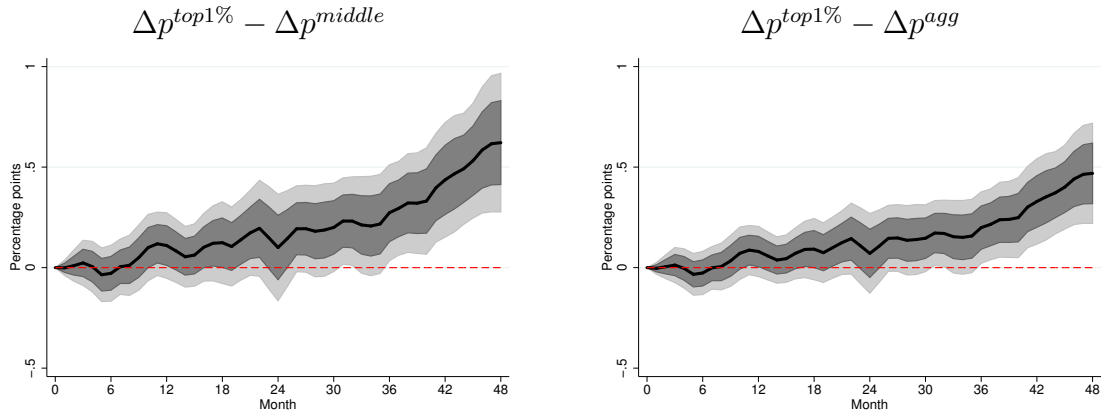 Δp^{top1%} − Δp^{middle}
Percentage points
1
.5
0
-.5
0 6 12 18 24 30 36 42 48
Month
Δp^{top1%} − Δp^{agg}
Percentage points
1
.5
0
-.5
0 6 12 18 24 30 36 42 48
Month